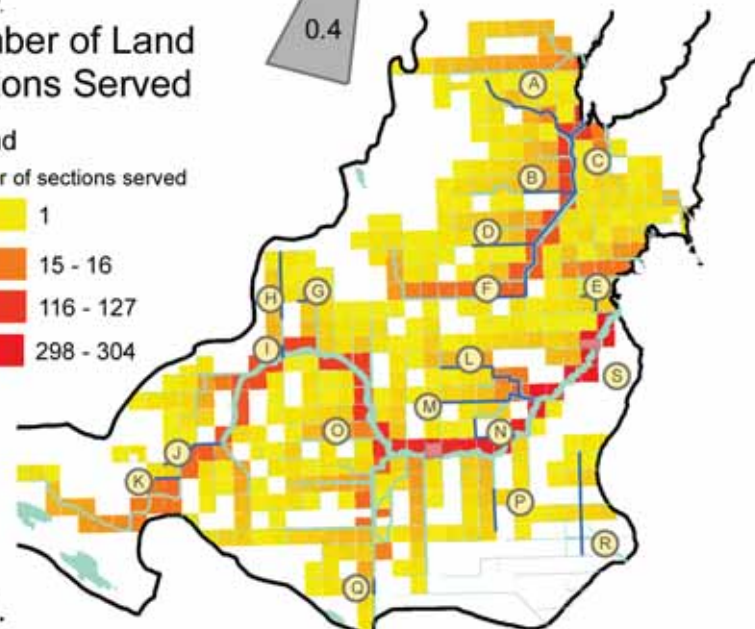 ber of Land
ons Served
r of sections served
1
15 - 16
116 - 127
298 - 304
0.4
A
B
C
D
E
F
G
H
I
J
K
L
M
N
O
P
Q
R
S